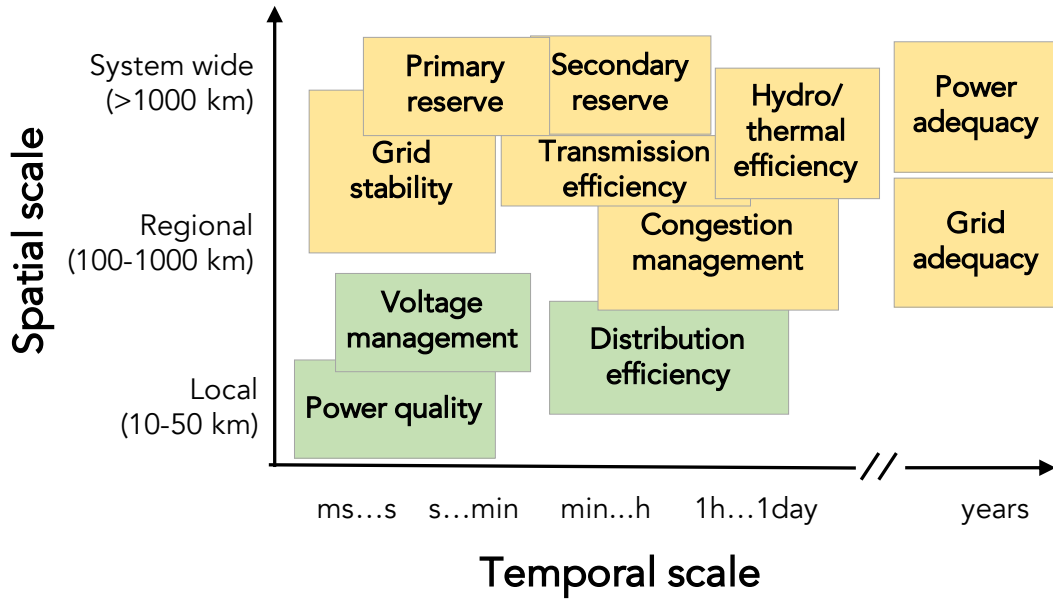 Spatial scale
System wide
(>1000 km)
Regional
(100-1000 km)
Local
(10-50 km)
Primary
reserve
Secondary
reserve
Hydro/
thermal
efficiency
Power
adequacy
Grid
stability
Transmission
efficiency
Congestion
management
Grid
adequacy
Voltage
management
Distribution
efficiency
Power quality
ms...s
s...min
min...h
1h...1day
years
Temporal scale